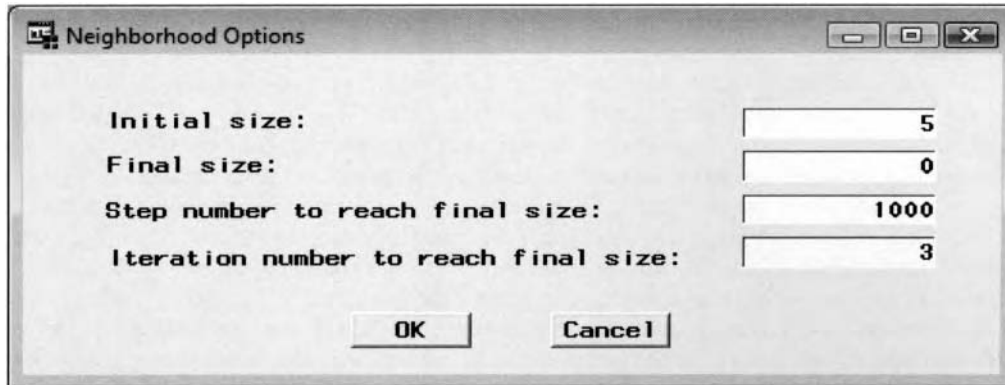 Neighborhood Options
Initial size: 5
Final size: 0
Step number to reach final size: 1000
Iteration number to reach final size: 3
OK Cancel